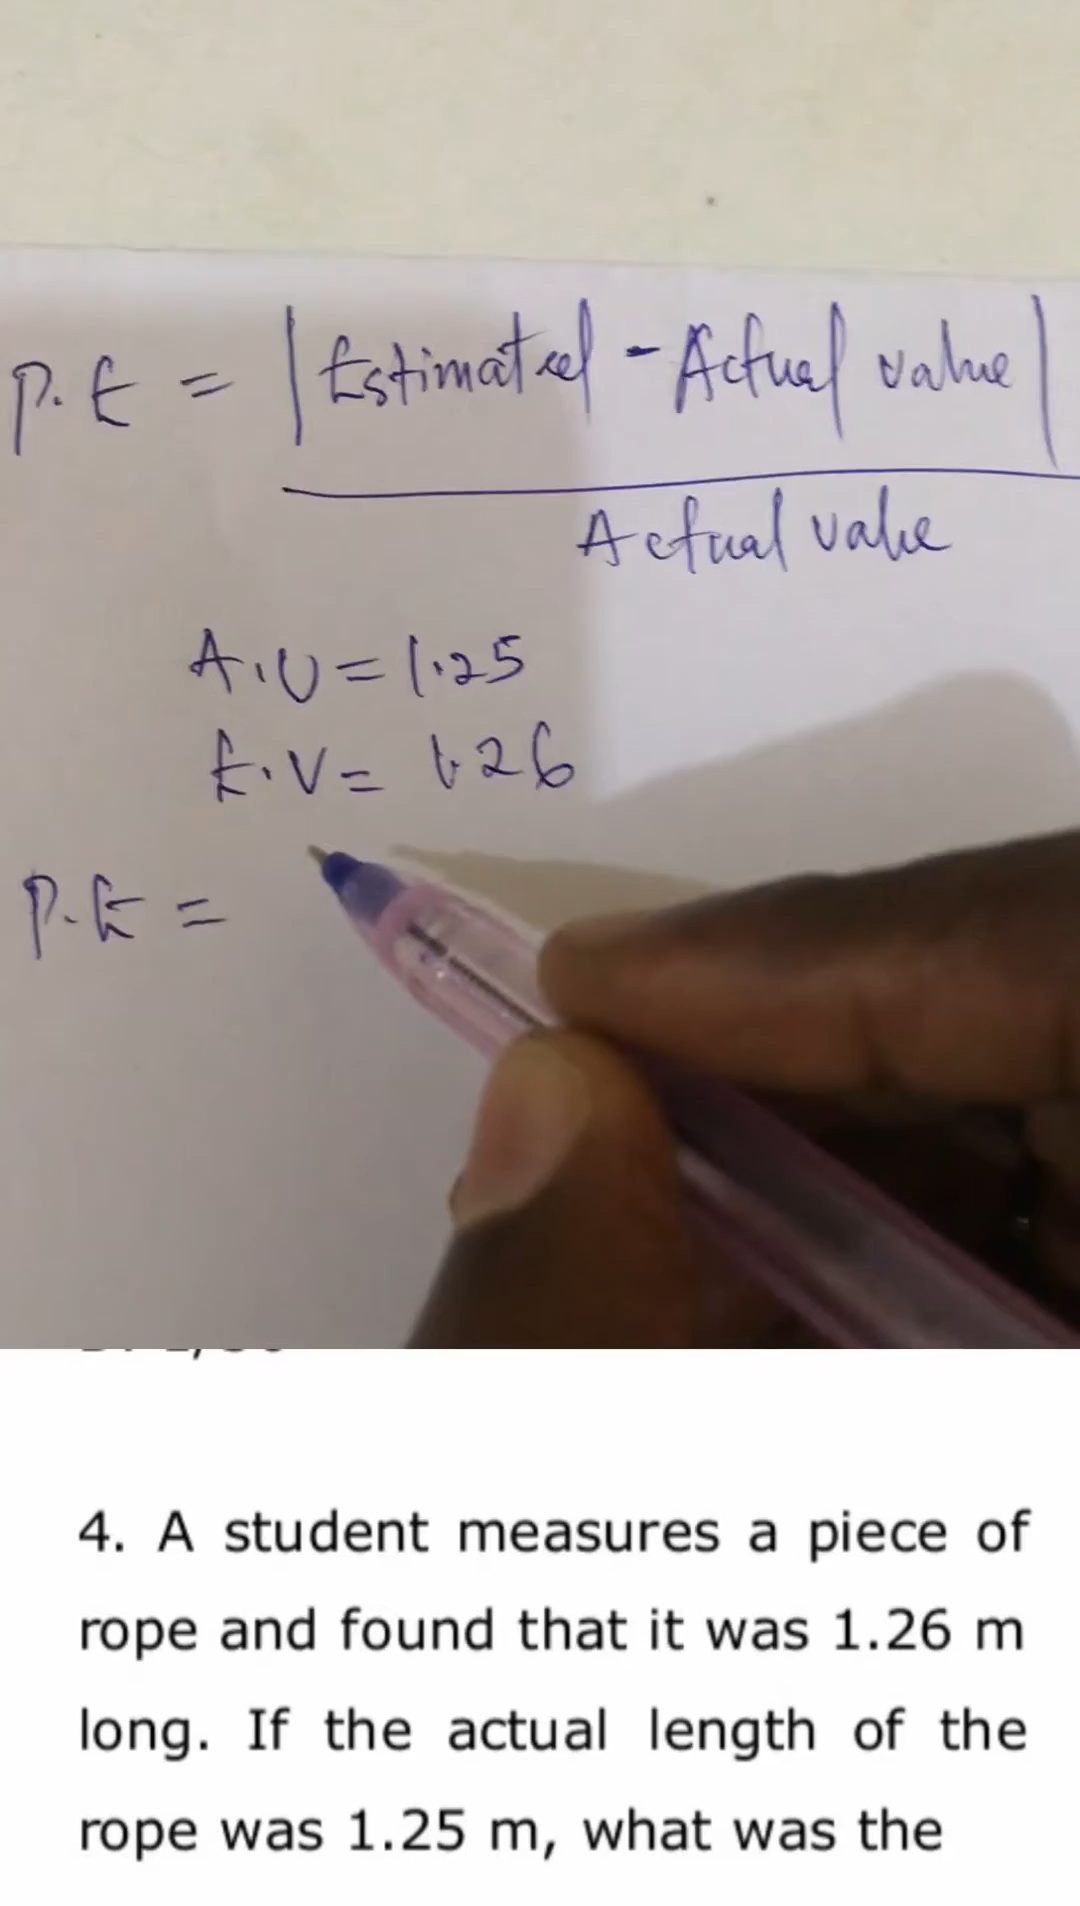 P.E = |Estimated - Actual value|
Actual value
A.V = 1.25
E.V = 1.26
P.E =
4. A student measures a piece of
rope and found that it was 1.26 m
long. If the actual length of the
rope was 1.25 m, what was the